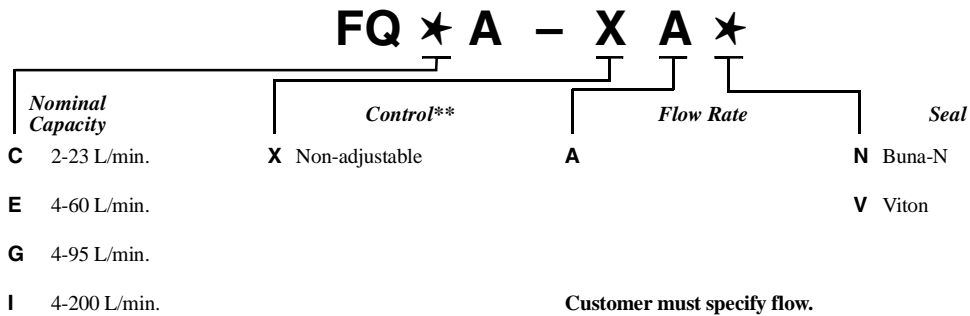 FQ ✶ A – X A ✶
Nominal Capacity Control** Flow Rate Seal
C 2-23 L/min. X Non-adjustable A N Buna-N
E 4-60 L/min. V Viton
G 4-95 L/min.
I 4-200 L/min. Customer must specify flow.